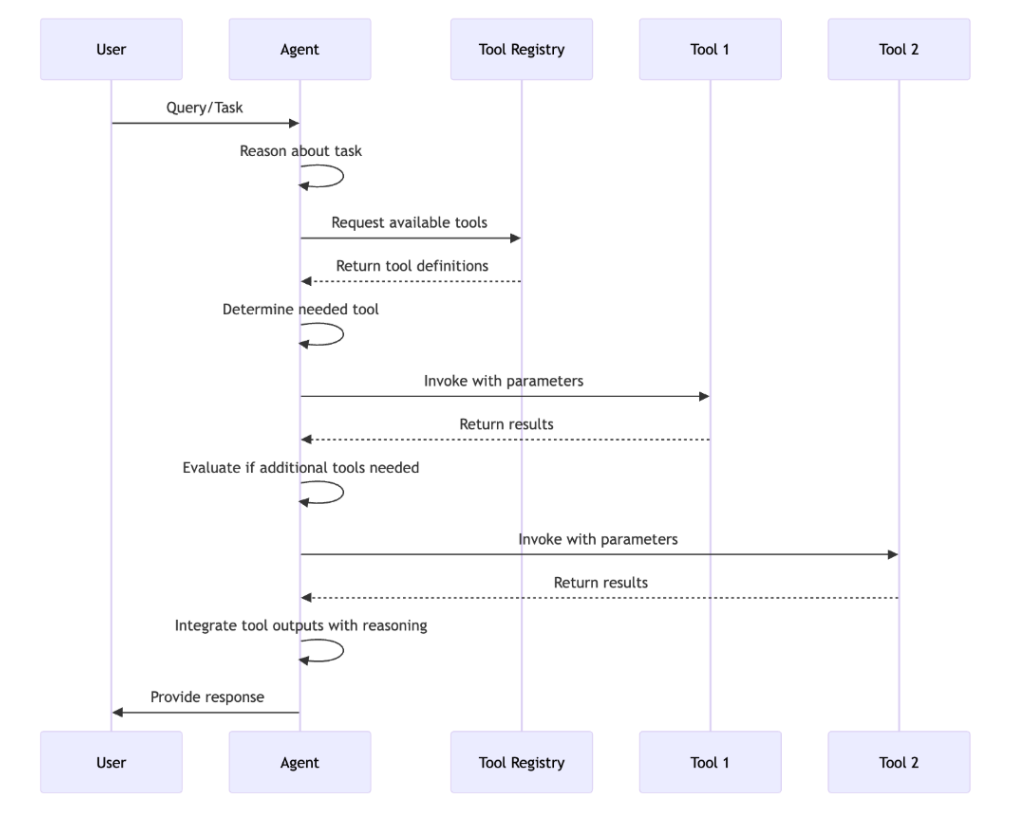 User
Agent
Tool Registry
Tool 1
Tool 2
Query/Task
Reason about task
Request available tools
Return tool definitions
Determine needed tool
Invoke with parameters
Return results
Evaluate if additional tools needed
Invoke with parameters
Return results
Integrate tool outputs with reasoning
Provide response
User
Agent
Tool Registry
Tool 1
Tool 2